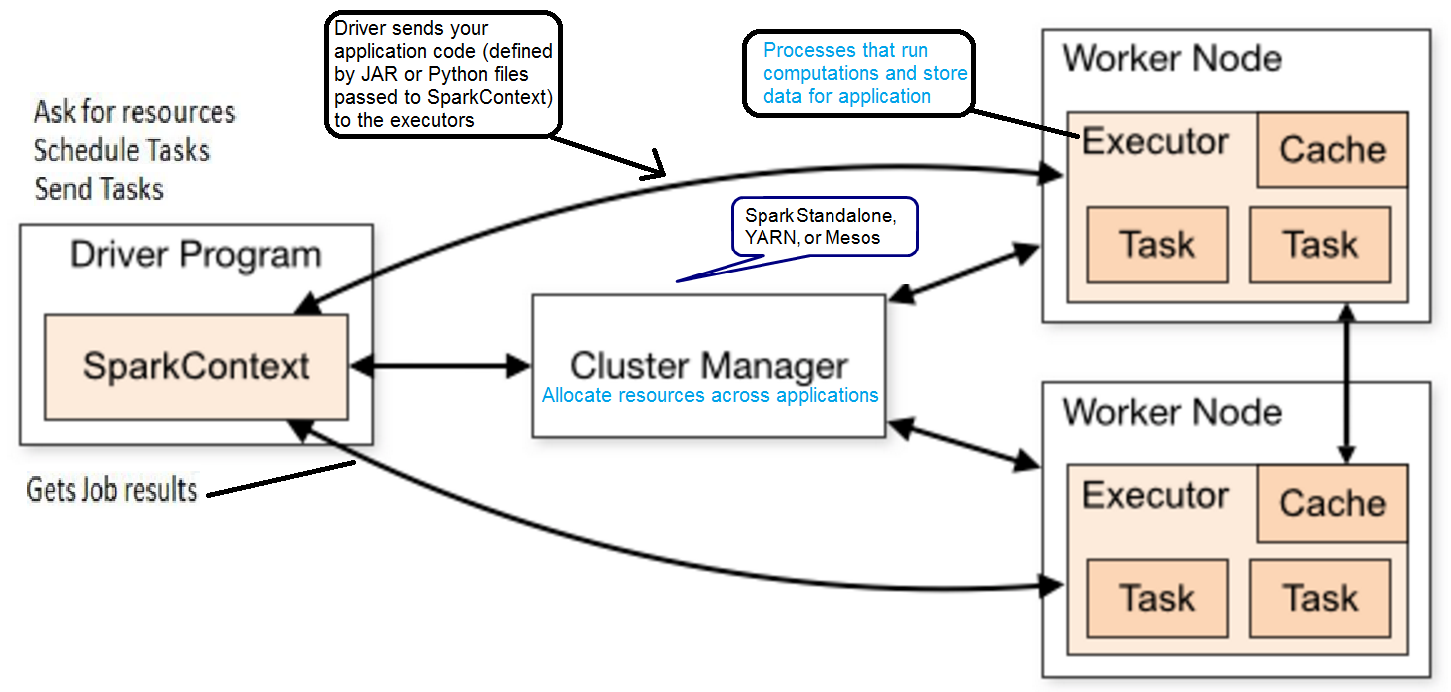 Driver sends your
application code (defined
by JAR or Python files
passed to SparkContext)
to the executors
Processes that run
computations and store
data for application
Ask for resources
Schedule Tasks
Send Tasks
Driver Program
SparkContext
Gets Job results
Spark Standalone,
YARN, or Mesos
Cluster Manager
Allocate resources across applications
Worker Node
Executor
Cache
Task
Task
Worker Node
Executor
Cache
Task
Task